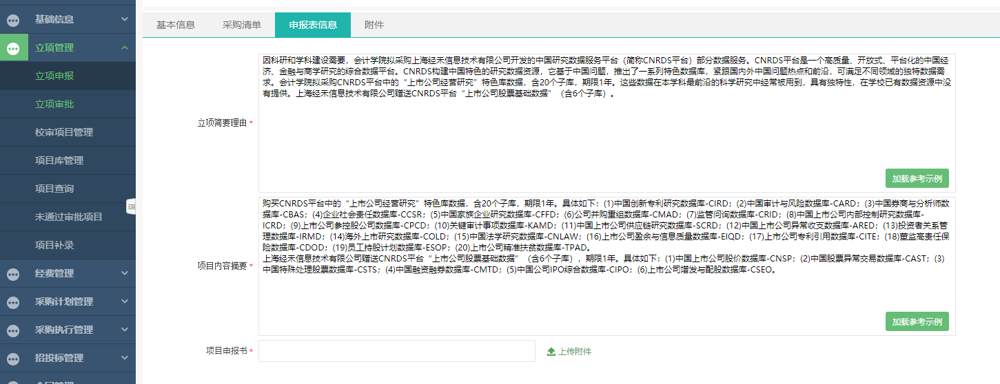 基础信息
立项管理
立项申报
立项审批
校审项目管理
项目库管理
项目查询
未通过审批项目
项目补录
经费管理
采购计划管理
采购执行管理
招投标管理
基本信息
采购清单
申报表信息
附件
立项简要理由 *
因科研和学科建设需要，会计学院拟采购上海经禾信息技术有限公司开发的中国研究数据服务平台（简称CNRDS平台）部分数据服务。CNRDS平台是一个高质量、开放式、平台化的中国经
济、金融与商学研究的综合数据平台。CNRDS构建中国特色的研究数据资源，它基于中国问题，推出了一系列特色数据库，紧跟国内外中国问题热点和前沿，可满足不同领域的独特数据需
求。会计学院拟采购CNRDS平台中的“上市公司经营研究”特色库数据，含20个子库，期限1年。这些数据在本学科最前沿的科学研究中经常被用到，具有独特性，在学校已有数据资源中没
有提供。上海经禾信息技术有限公司赠送CNRDS平台“上市公司股票基础数据”（含6个子库）。
加载参考示例
项目内容摘要 *
购买CNRDS平台中的“上市公司经营研究”特色库数据，含20个子库，期限1年。具体如下：(1)中国创新专利研究数据库-CIRD；(2)中国审计与风险数据库-CARD；(3)中国券商与分析师数
据库-CBAS；(4)企业社会责任数据库-CCSR；(5)中国家族企业研究数据库-CFFD；(6)公司并购重组数据库-CMAD；(7)监管问询数据库-CRID；(8)中国上市公司内部控制研究数据库-
ICRD；(9)上市公司参控股公司数据库-CPCD；(10)关键审计事项数据库-KAMD；(11)中国上市公司供应链研究数据库-SCRD；(12)中国上市公司异常收支数据库-ARED；(13)投资者关系管
理数据库-IRMD；(14)海外上市研究数据库-COLD；(15)中国法学研究数据库-CNLAW；(16)上市公司盈余与信息质量数据库-EIQD；(17)上市公司专利引用数据库-CITE；(18)董监高责任保
险数据库-CDOD；(19)员工持股计划数据库-ESOP；(20)上市公司精准扶贫数据库-TPAD。
上海经禾信息技术有限公司赠送CNRDS平台“上市公司股票基础数据”（含6个子库），期限1年。具体如下：(1)中国上市公司股价数据库-CNSP；(2)中国股票异常交易数据库-CAST；(3)
中国特殊处理股票数据库-CSTS；(4)中国融资融券数据库-CMTD；(5)中国公司IPO综合数据库-CIPO；(6)上市公司增发与配股数据库-CSEO。
加载参考示例
项目申报书 *
上传附件